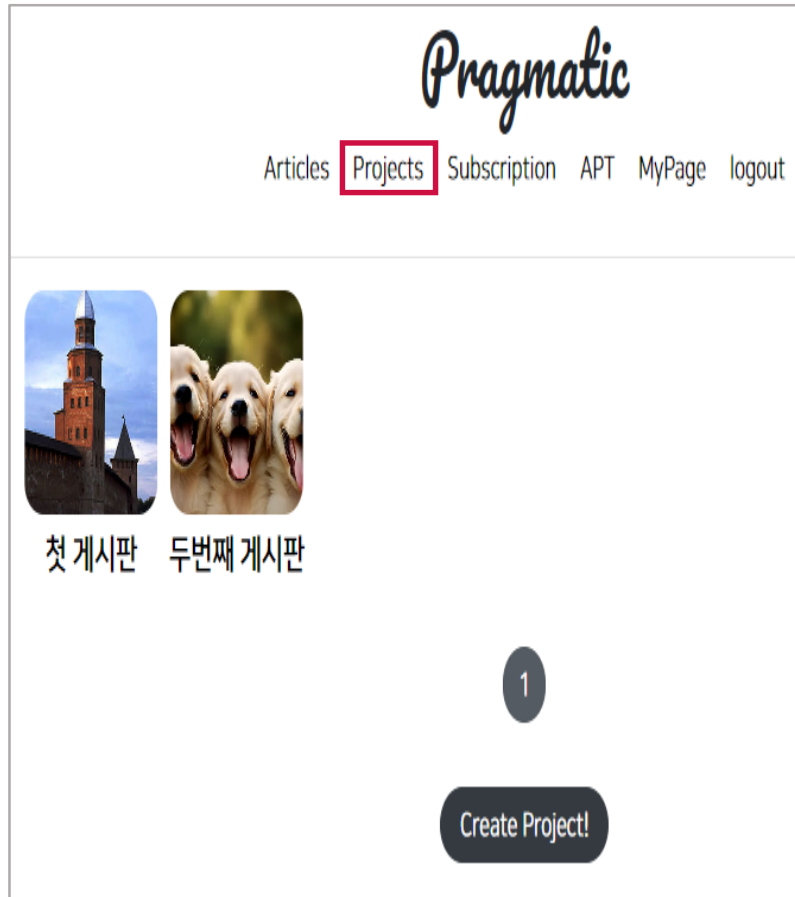 Pragmatic
Articles Projects Subscription APT MyPage logout
첫 게시판 두번째 게시판
1
Create Project!